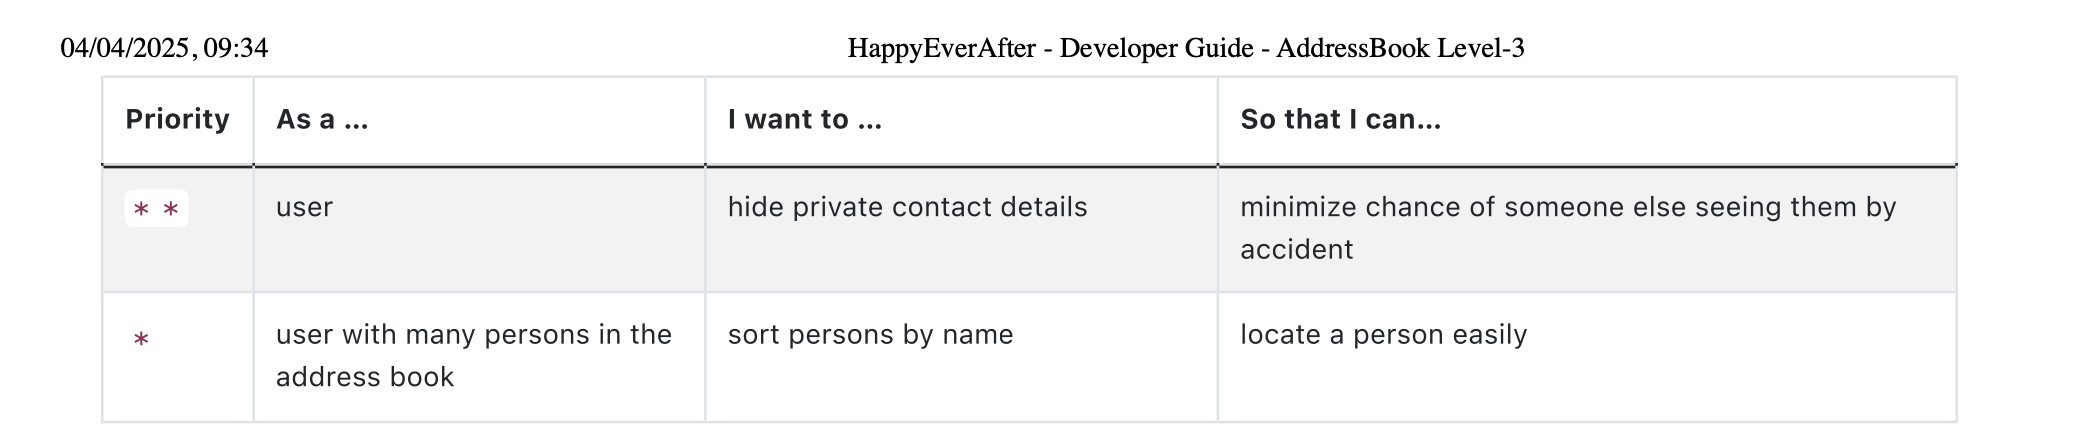 04/04/2025, 09:34 HappyEverAfter - Developer Guide - AddressBook Level-3
Priority As a ... I want to ... So that I can...
* * user hide private contact details minimize chance of someone else seeing them by
accident
* user with many persons in the sort persons by name locate a person easily
address book